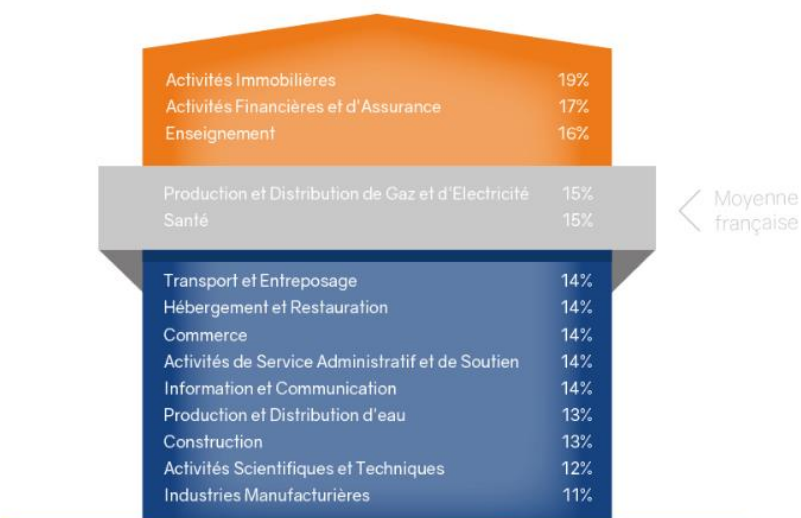 Activités Immobilières 19%
Activités Financières et d'Assurance 17%
Enseignement 16%
Production et Distribution de Gaz et d'Electricité 15%
Santé 15%
Moyenne
française
Transport et Entreposage 14%
Hébergement et Restauration 14%
Commerce 14%
Activités de Service Administratif et de Soutien 14%
Information et Communication 14%
Production et Distribution d'eau 13%
Construction 13%
Activités Scientifiques et Techniques 12%
Industries Manufacturières 11%